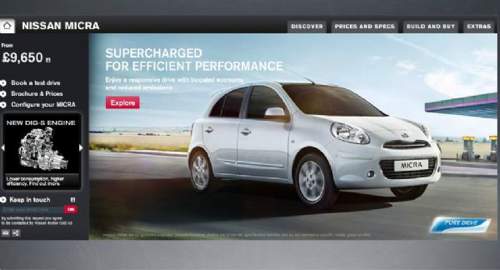 NISSAN MICRA
DISCOVER
PRICES AND SPECS
BUILD AND BUY
EXTRAS
From
£9,650
Book a test drive
Brochure & Prices
Configure your MICRA
NEW DIG-S ENGINE
Lower consumption, higher
efficiency. Find out more
Keep in touch
SUPERCHARGED
FOR EFFICIENT PERFORMANCE
Enjoy a responsive drive with boosted economy
and reduced emissions
Explore
MICRA
PURE DRIVE